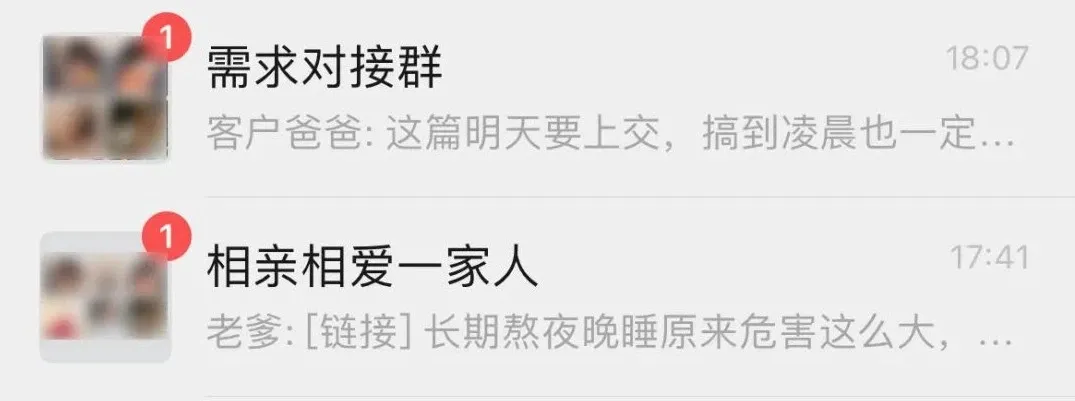 1
需求对接群
18:07
客户爸爸: 这篇明天要上交，搞到凌晨也一定...
1
相亲相爱一家人
17:41
老爹: [链接] 长期熬夜晚睡原来危害这么大，...